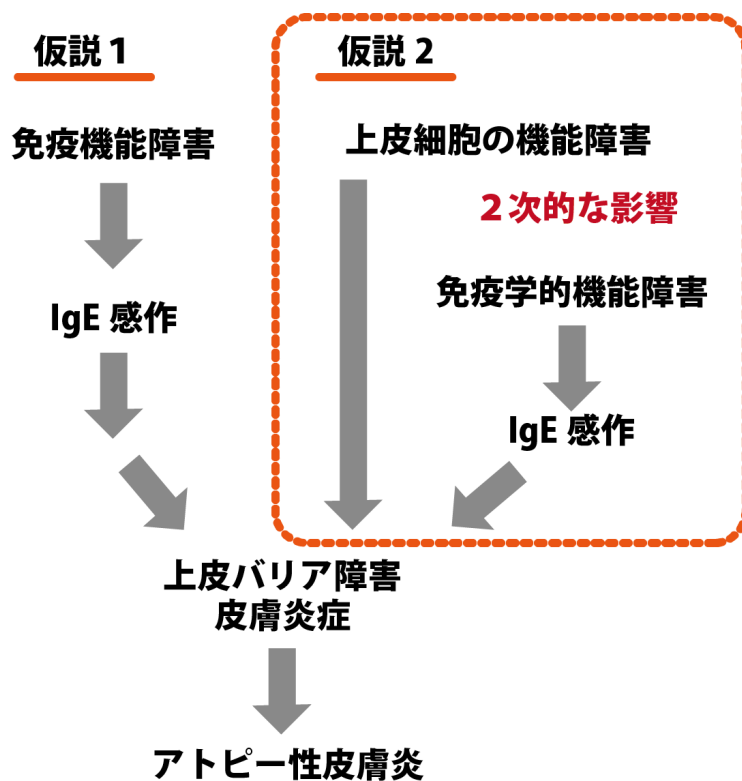 仮説 1
免疫機能障害
IgE 感作
仮説 2
上皮細胞の機能障害
２次的な影響
免疫学的機能障害
IgE 感作
上皮バリア障害
皮膚炎症
アトピー性皮膚炎